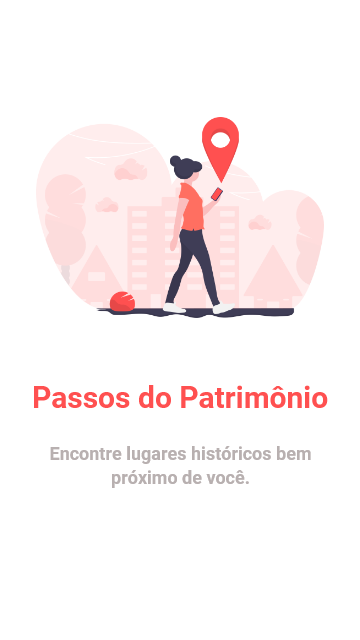 Passos do Patrimônio
Encontre lugares históricos bem
próximo de você.